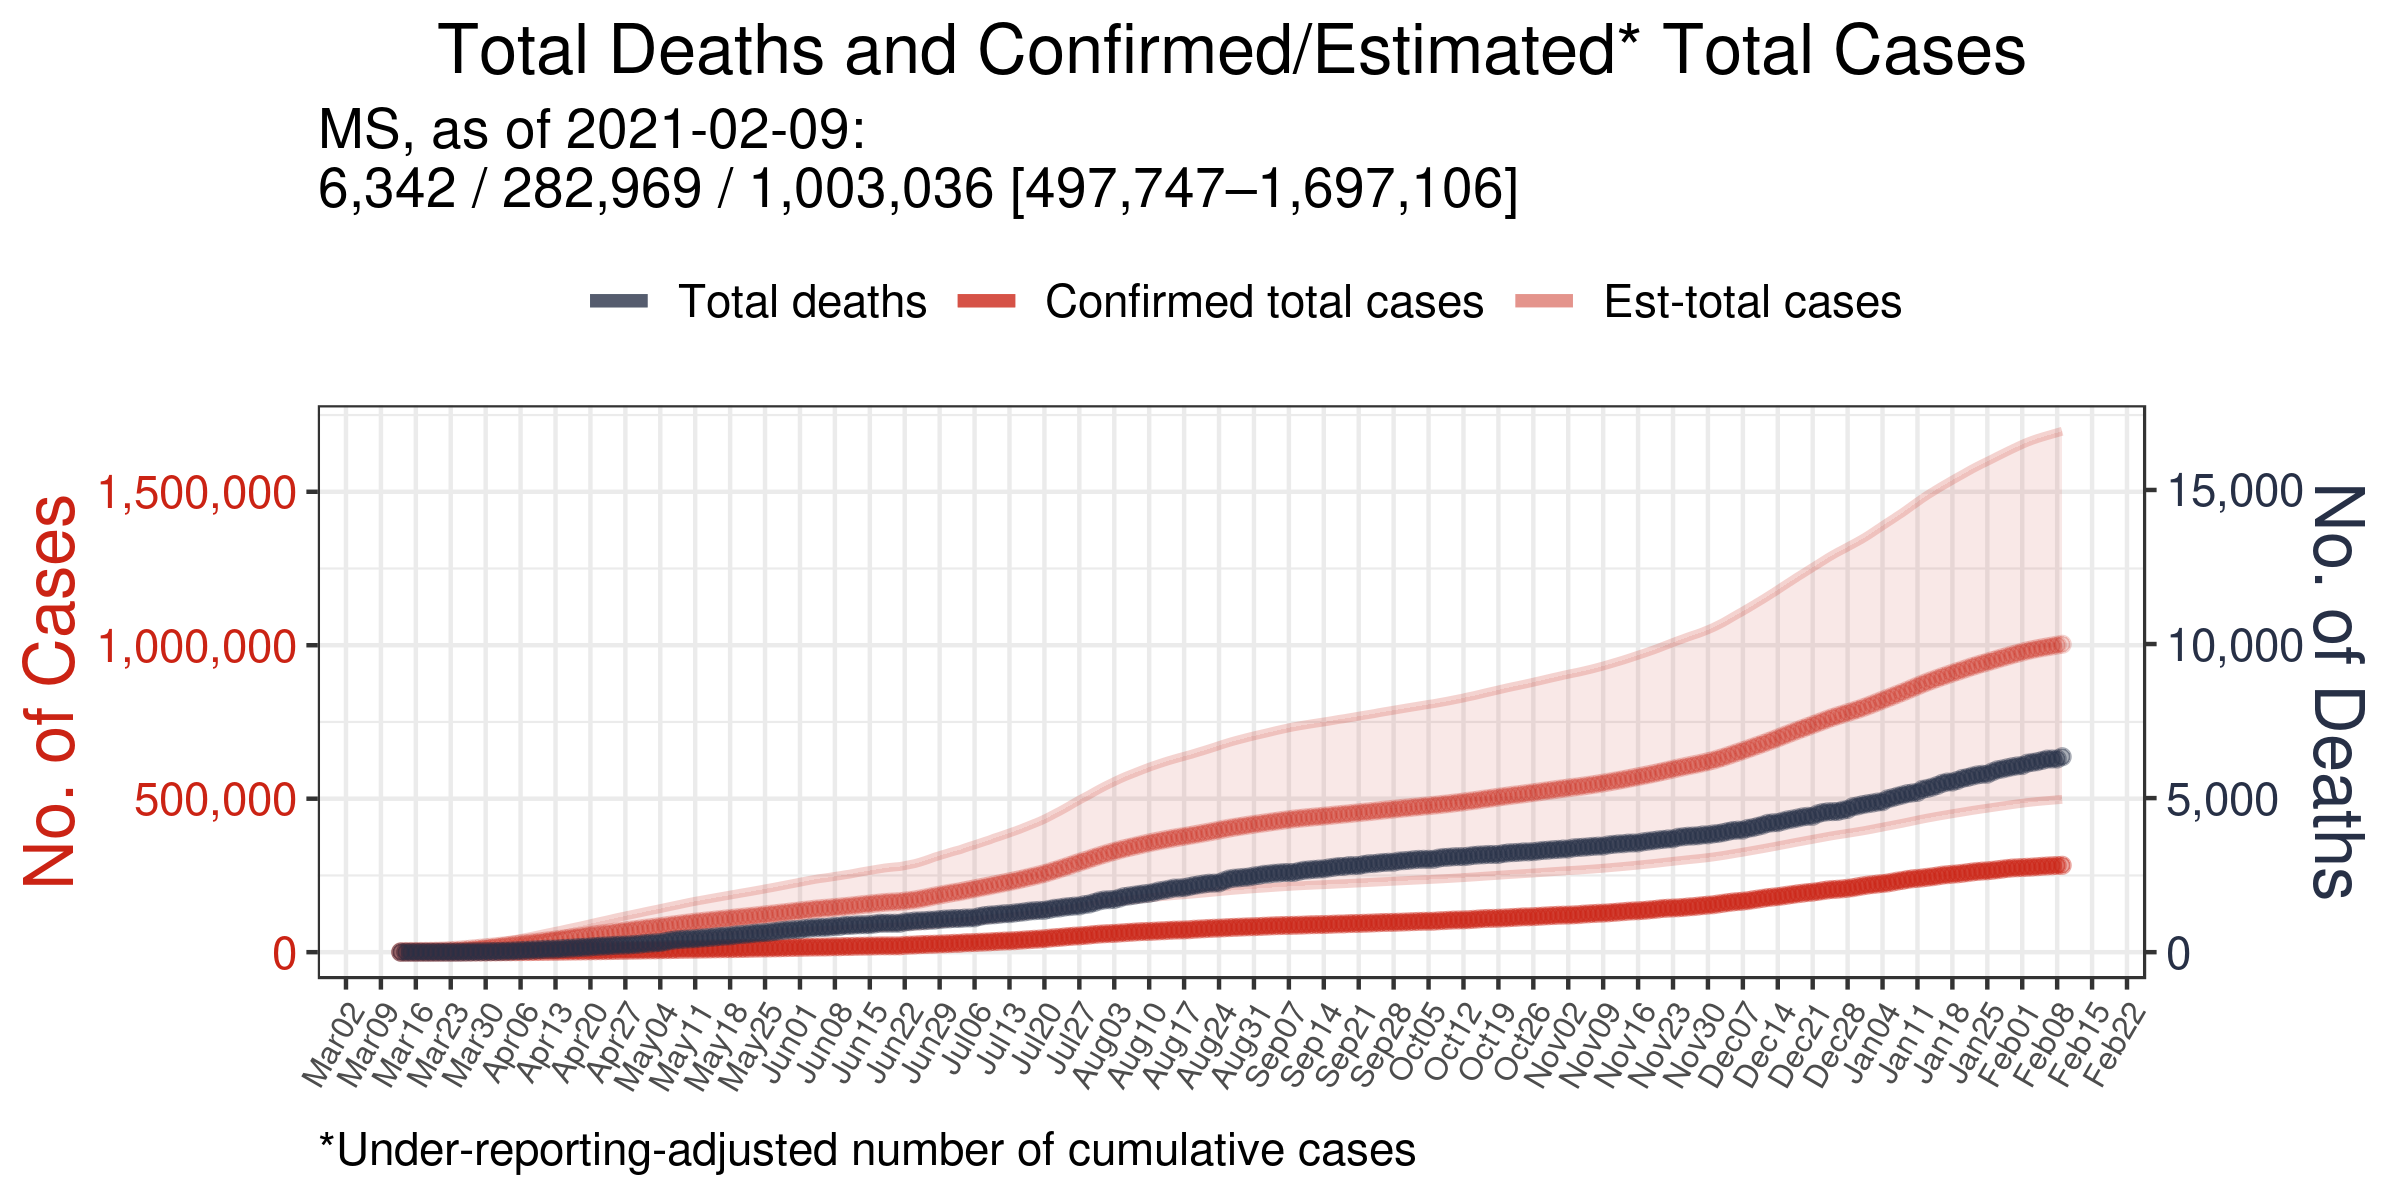 Total Deaths and Confirmed/Estimated* Total Cases
MS, as of 2021-02-09:
6,342 / 282,969 / 1,003,036 [497,747–1,697,106]
Total deaths
Confirmed total cases
Est-total cases
No. of Cases
1,500,000
1,000,000
500,000
0
15,000
10,000
5,000
0
No. of Deaths
Mar02
Mar09
Mar16
Mar23
Mar30
Apr06
Apr13
Apr20
Apr27
May04
May11
May18
May25
Jun01
Jun08
Jun15
Jun22
Jun29
Jul06
Jul13
Jul20
Jul27
Aug03
Aug10
Aug17
Aug24
Aug31
Sep07
Sep14
Sep21
Sep28
Oct05
Oct12
Oct19
Oct26
Nov02
Nov09
Nov16
Nov23
Nov30
Dec07
Dec14
Dec21
Dec28
Jan04
Jan11
Jan18
Jan25
Feb01
Feb08
Feb15
Feb22
*Under-reporting-adjusted number of cumulative cases